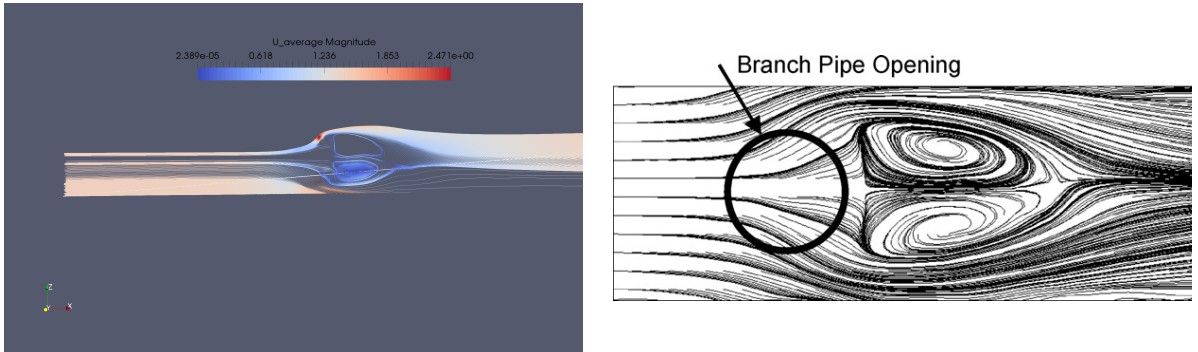 U_average Magnitude
2.389e-05 0.618 1.236 1.853 2.471e+00
Z
Y X
Branch Pipe Opening